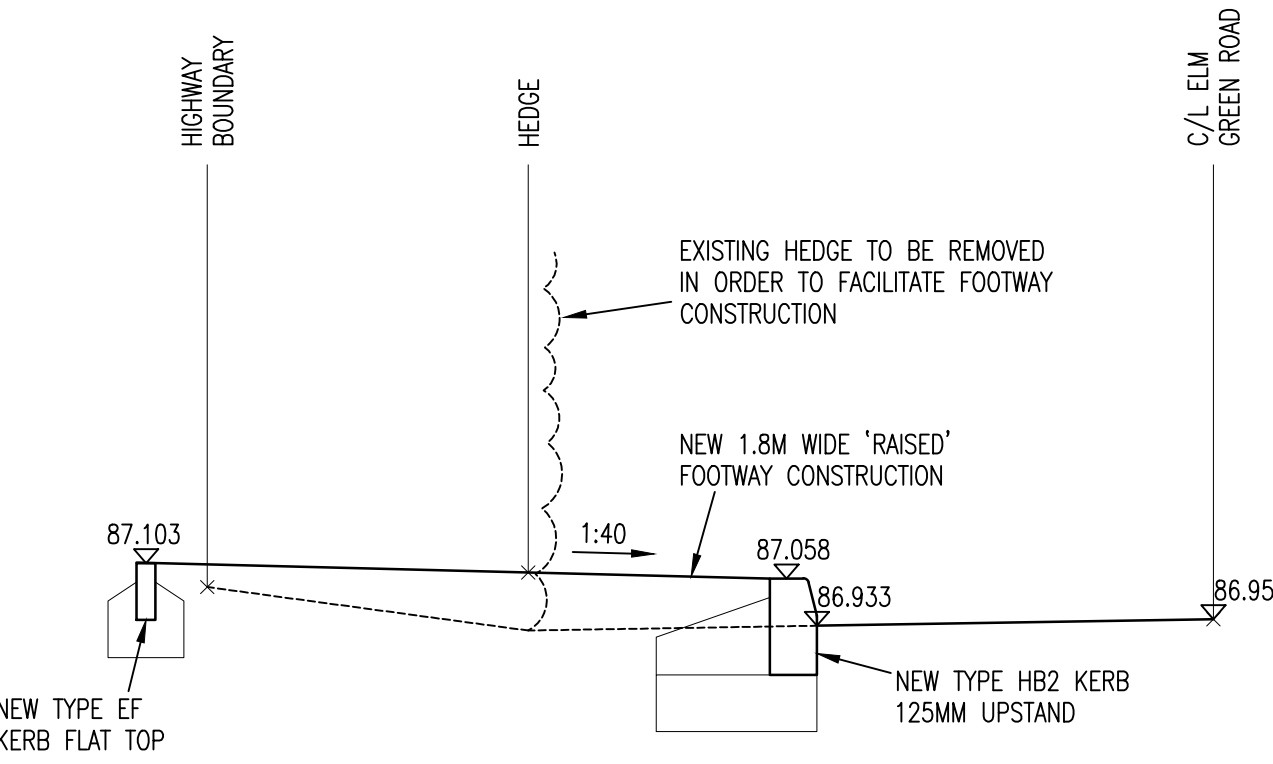 HIGHWAY
BOUNDARY
HEDGE
C/L ELM
GREEN ROAD
EXISTING HEDGE TO BE REMOVED
IN ORDER TO FACILITATE FOOTWAY
CONSTRUCTION
NEW 1.8M WIDE 'RAISED'
FOOTWAY CONSTRUCTION
87.103
1:40
87.058
86.933
86.95
NEW TYPE EF
KERB FLAT TOP
NEW TYPE HB2 KERB
125MM UPSTAND